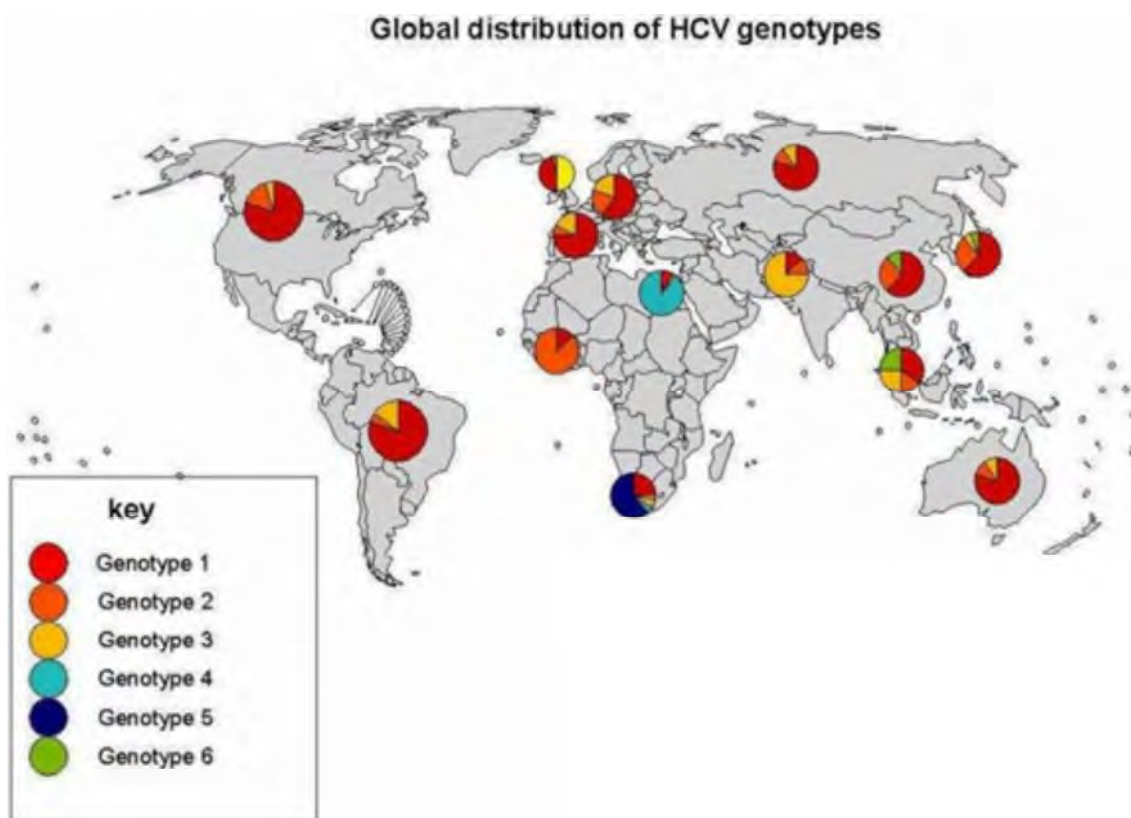 Global distribution of HCV genotypes
key
Genotype 1
Genotype 2
Genotype 3
Genotype 4
Genotype 5
Genotype 6